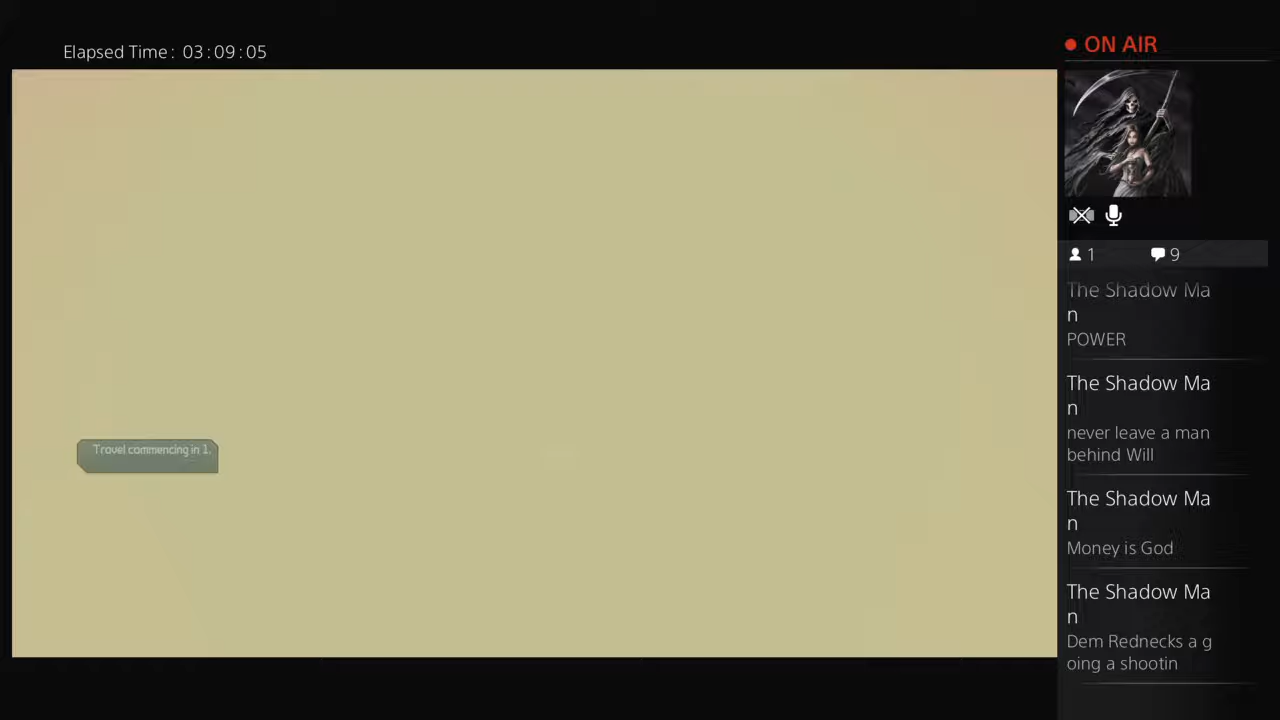 Elapsed Time: 03:09:05
ON AIR
1 9
The Shadow Ma
n
POWER
The Shadow Ma
n
never leave a man
behind Will
The Shadow Ma
n
Money is God
The Shadow Ma
n
Dem Rednecks a g
oing a shootin
Travel commencing in 1.